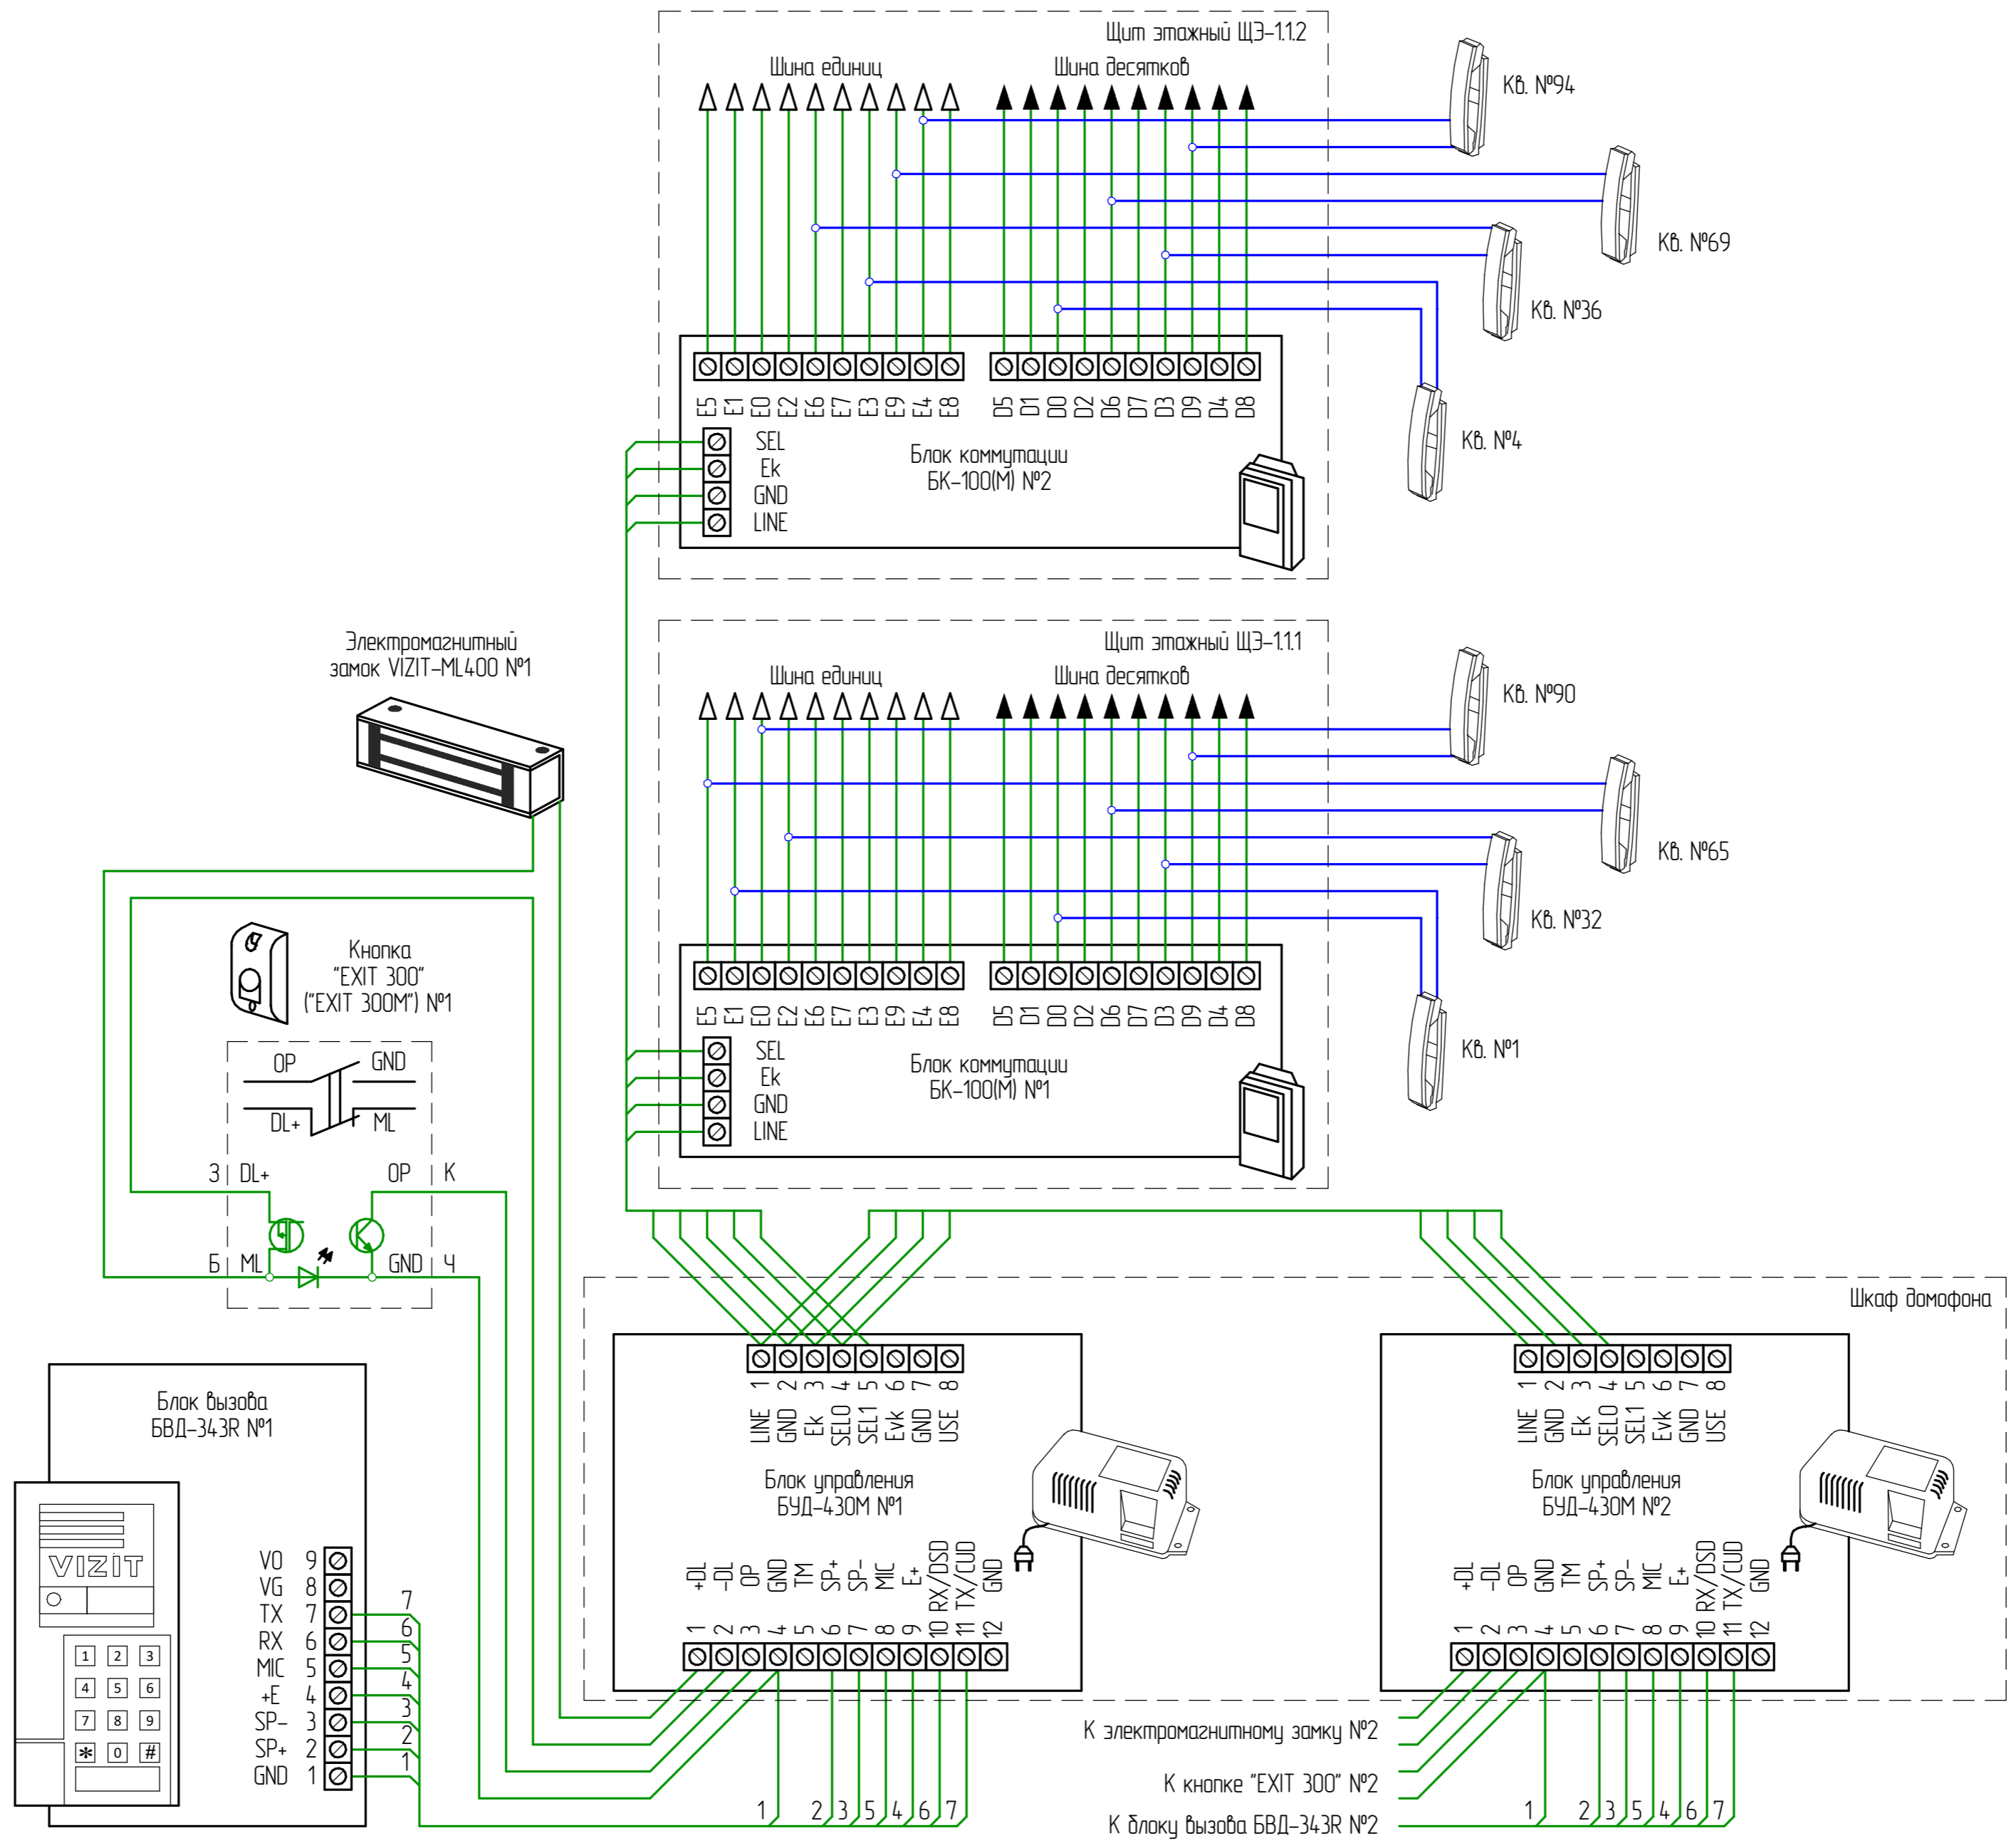 Щит этажный ЩЭ-1.1.2
Шина единиц
Шина десятков
Кв. №94
Кв. №69
Кв. №36
Кв. №4
E5 E1 E0 E2 E6 E7 E3 E9 E4 E8
D5 D1 D0 D2 D6 D7 D3 D9 D4 D8
SEL
Ek
GND
LINE
Блок коммутации
БК-100(М) №2
Щит этажный ЩЭ-1.1.1
Шина единиц
Шина десятков
Кв. №90
Кв. №65
Кв. №32
Кв. №1
E5 E1 E0 E2 E6 E7 E3 E9 E4 E8
D5 D1 D0 D2 D6 D7 D3 D9 D4 D8
SEL
Ek
GND
LINE
Блок коммутации
БК-100(М) №1
Электромагнитный
замок VIZIT-ML400 №1
Кнопка
"EXIT 300"
("EXIT 300M") №1
OP GND
DL+ ML
З DL+ OP К
Б ML GND Ч
Шкаф домофона
1 2 3 4 5 6 7 8
LINE GND Ek SEL0 SEL1 Evk GND USE
Блок управления
БУД-430М №1
+DL -DL OP GND TM SP+ SP- MIC E+ RX/DSD TX/CUD GND
1 2 3 4 5 6 7 8 9 10 11 12
1 2 3 4 5 6 7 8
LINE GND Ek SEL0 SEL1 Evk GND USE
Блок управления
БУД-430М №2
+DL -DL OP GND TM SP+ SP- MIC E+ RX/DSD TX/CUD GND
1 2 3 4 5 6 7 8 9 10 11 12
Блок вызова
БВД-343R №1
VIZIT
1 2 3
4 5 6
7 8 9
* 0 #
VO 9
VG 8
TX 7 7
RX 6 6
MIC 5 5
+E 4 4
SP- 3 3
SP+ 2 2
GND 1 1
1 2 3 5 4 6 7
К электромагнитному замку №2
К кнопке "EXIT 300" №2
К блоку вызова БВД-343R №2
1 2 3 5 4 6 7